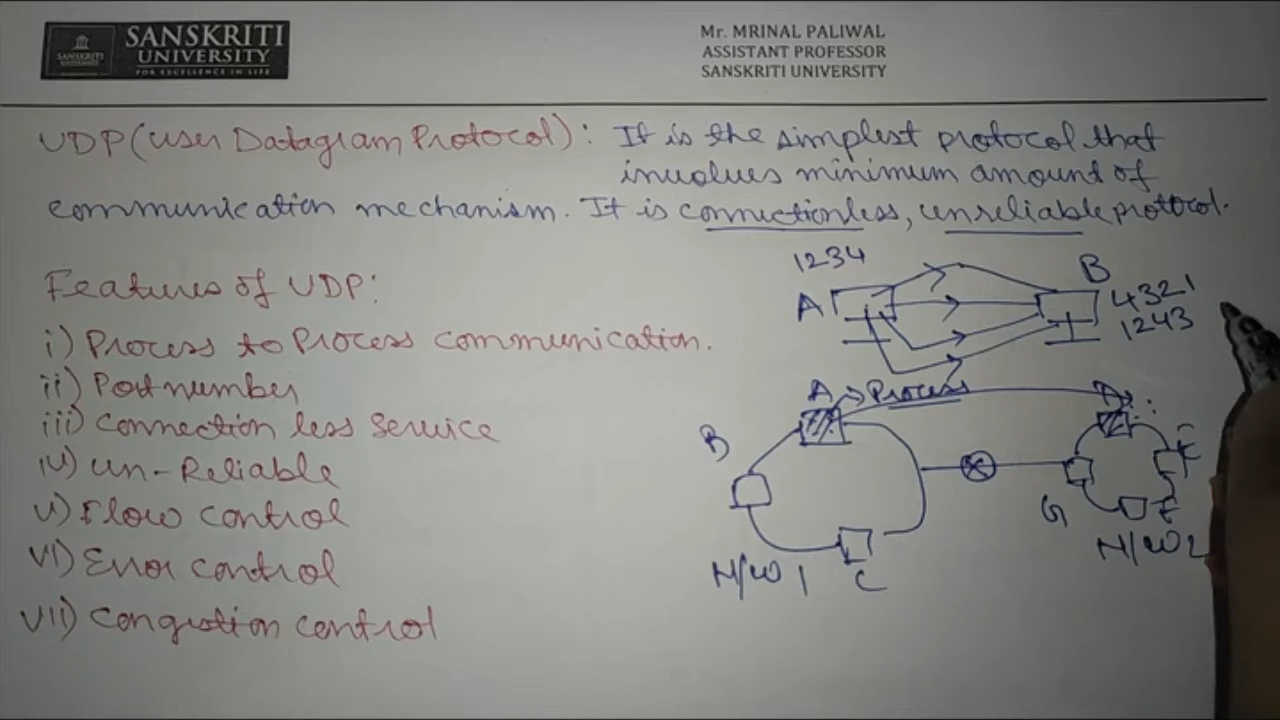 SANSKRITI
UNIVERSITY
FOR EXCELLENCE IN LIFE
SANSKRITI
UNIVERSITY
Mr. MRINAL PALIWAL
ASSISTANT PROFESSOR
SANSKRITI UNIVERSITY
UDP (User Datagram Protocol) : It is the simplest protocol that
involves minimum amount of
communication mechanism. It is connectionless, unreliable protocol.
Features of UDP:
i) Process to Process communication.
ii) Port number
iii) Connection less Service
iv) Un-Reliable
v) Flow control
vi) Error control
vii) Congestion control
1234
A
B
4321
1243
A → Process
B
C
N/W 1
D
F
E
G
N/W 2